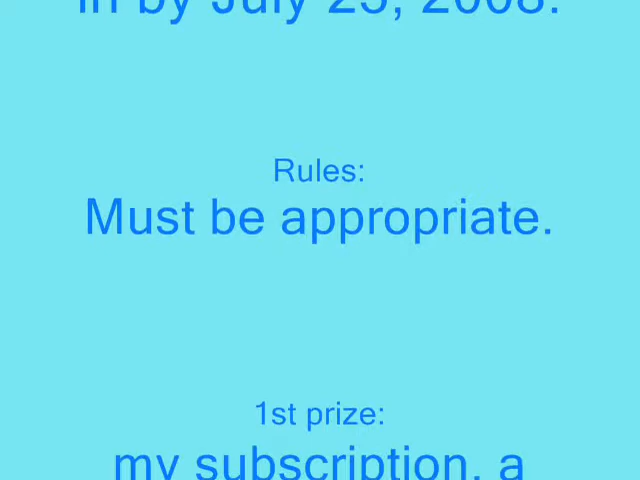 in by July 25, 2008.
Rules:
Must be appropriate.
1st prize:
my subscription, a